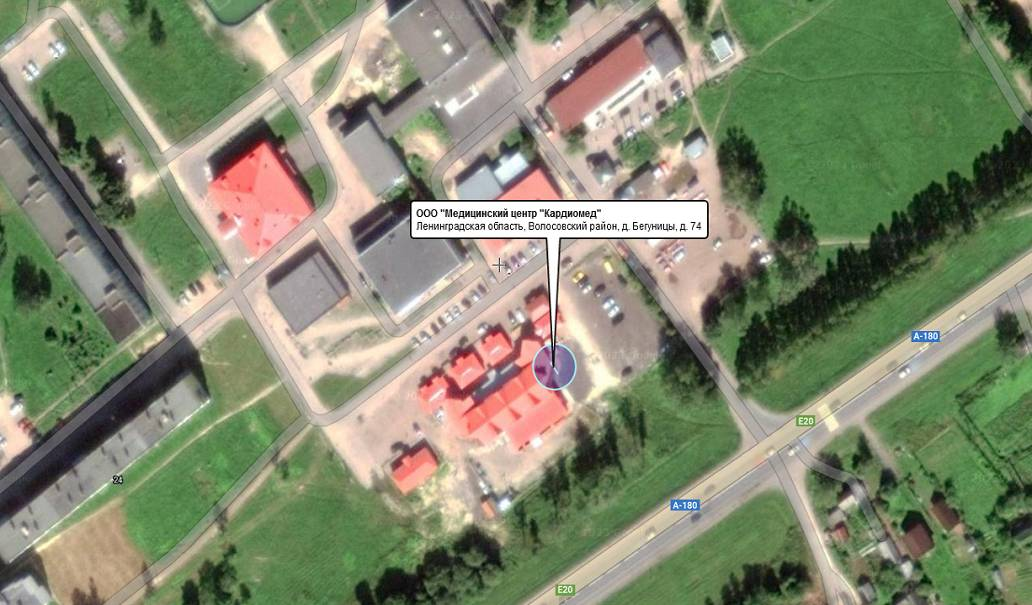 ООО "Медицинский центр "Кардиомед"
Ленинградская область, Волосовский район, д. Бегуницы, д. 74
А-180
E20
24
А-180
E20